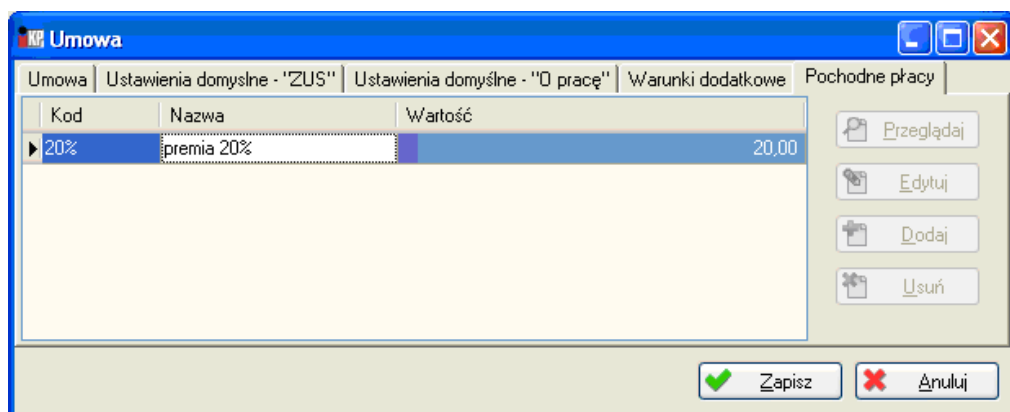 KP Umowa
Umowa Ustawienia domyslne - "ZUS" Ustawienia domyślne - "O pracę" Warunki dodatkowe Pochodne płacy
Kod Nazwa Wartość
20% premia 20% 20,00
Przeglądaj
Edytuj
Dodaj
Usuń
Zapisz Anuluj